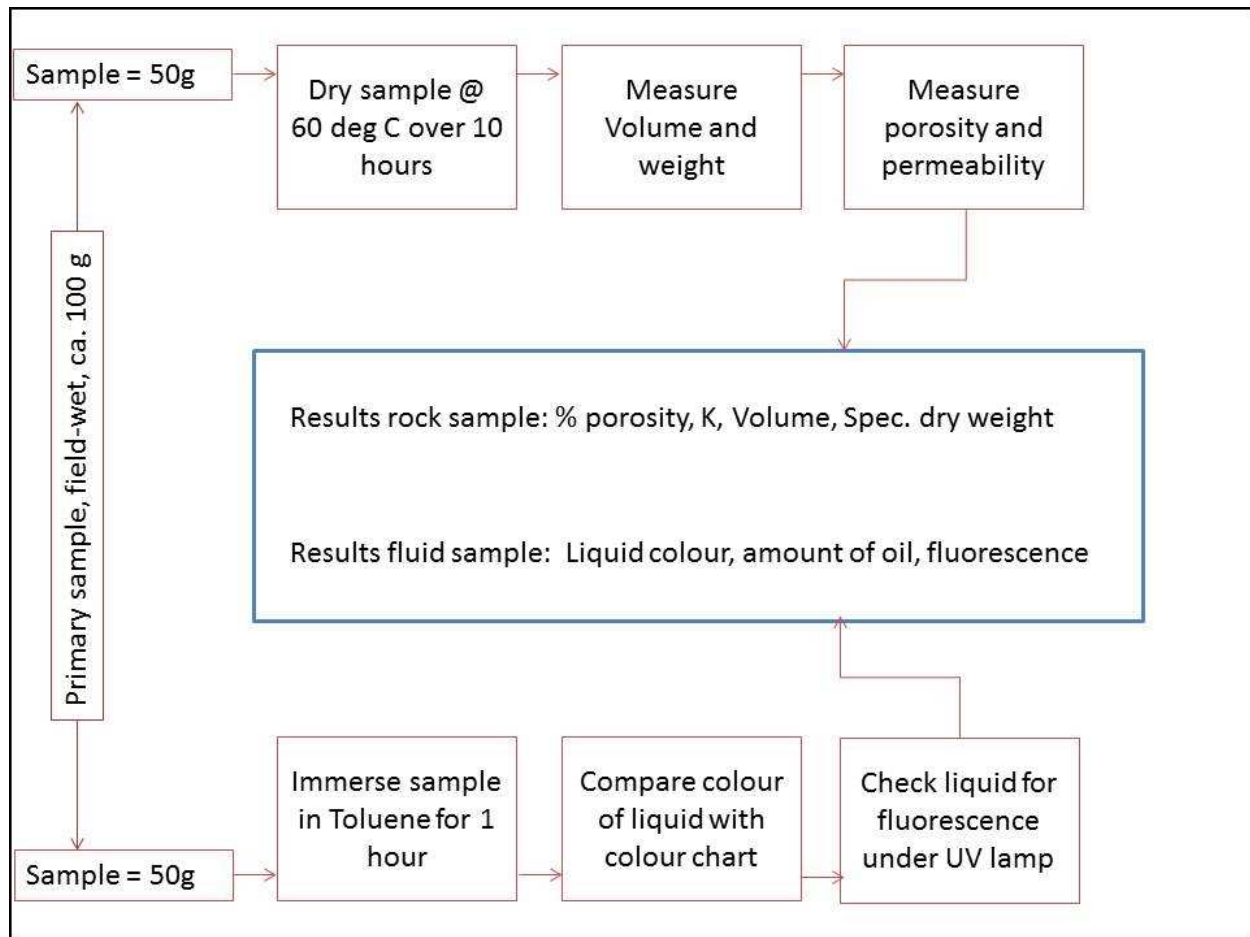 Sample = 50g
Dry sample @
60 deg C over 10
hours
Measure
Volume and
weight
Measure
porosity and
permeability
Primary sample, field-wet, ca. 100 g
Results rock sample: % porosity, K, Volume, Spec. dry weight
Results fluid sample:  Liquid colour, amount of oil, fluorescence
Sample = 50g
Immerse sample
in Toluene for 1
hour
Compare colour
of liquid with
colour chart
Check liquid for
fluorescence
under UV lamp